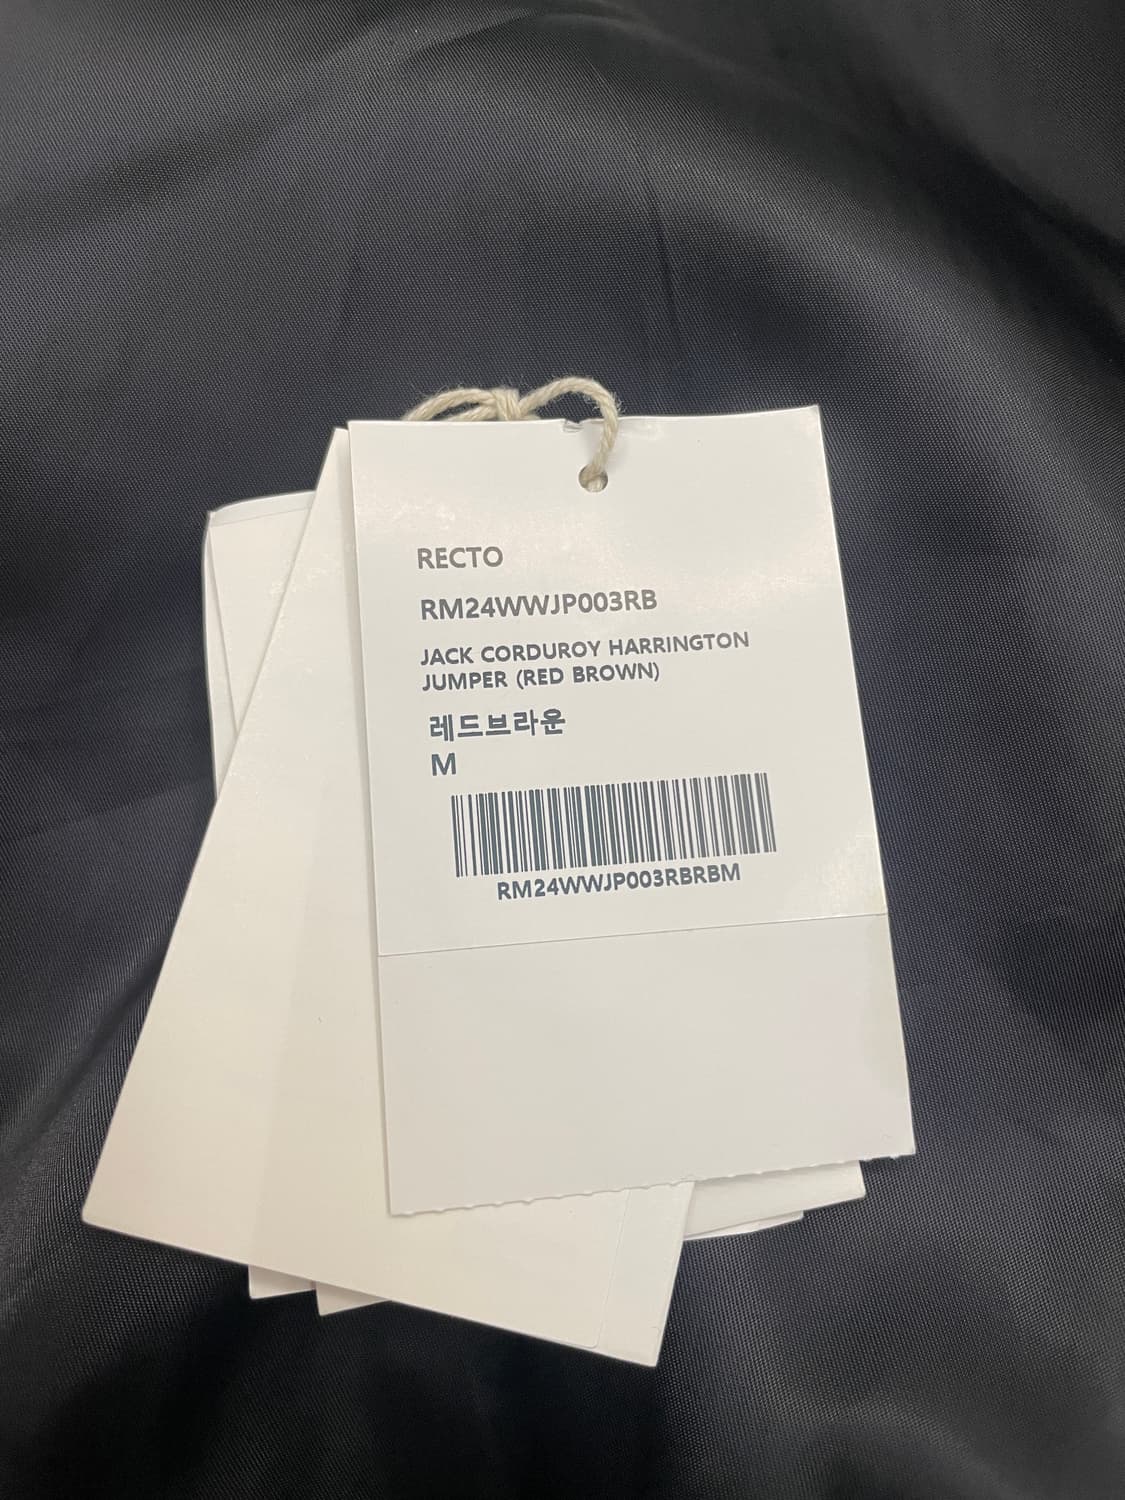 RECTO
RM24WWJP003RB
JACK CORDUROY HARRINGTON
JUMPER (RED BROWN)
레드브라운
M
RM24WWJP003RBRBM